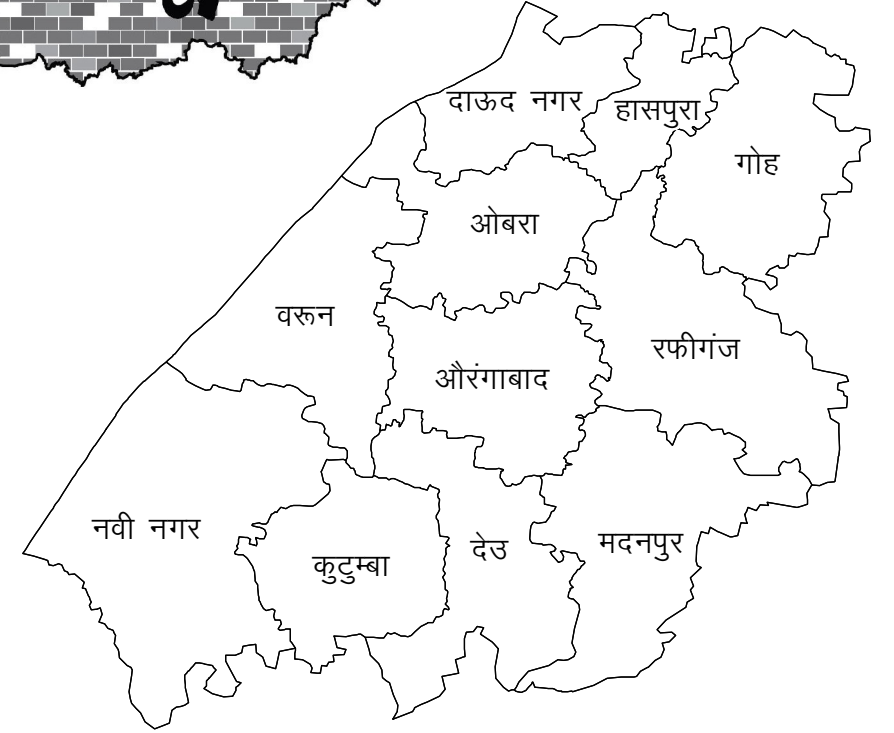 दाऊद नगर
हासपुरा
गोह
ओबरा
वरून
रफीगंज
औरंगाबाद
नवी नगर
कुटुम्बा
देउ
मदनपुर